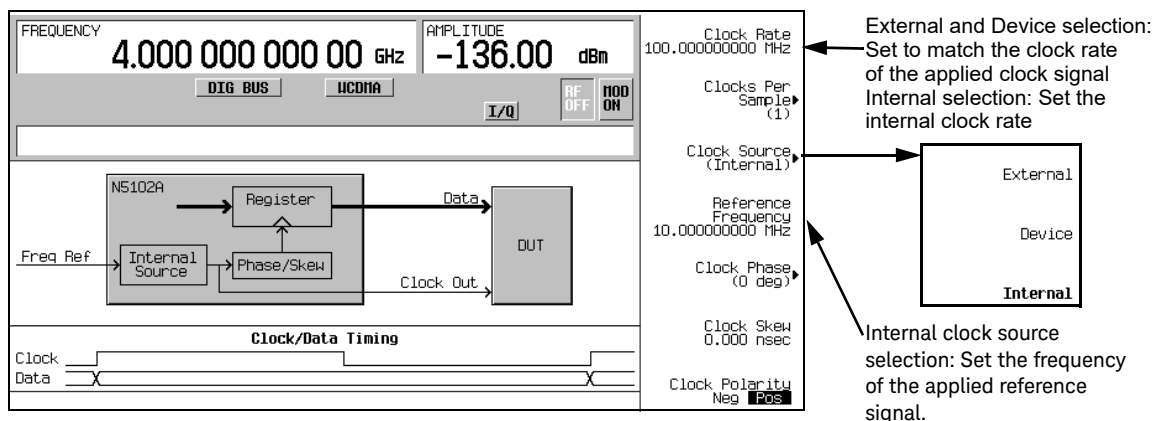 FREQUENCY
4.000 000 000 00 GHz
AMPLITUDE
-136.00 dBm
DIG BUS
WCDMA
I/Q
RF
OFF
MOD
ON
N5102A
Register
Data
Freq Ref
Internal
Source
Phase/Skew
Clock Out
DUT
Clock/Data Timing
Clock
Data
Clock Rate
100.000000000 MHz
Clocks Per
Sample
(1)
Clock Source
(Internal)
Reference
Frequency
10.000000000 MHz
Clock Phase
(0 deg)
Clock Skew
0.000 nsec
Clock Polarity
Neg Pos
External and Device selection:
Set to match the clock rate
of the applied clock signal
Internal selection: Set the
internal clock rate
External
Device
Internal
Internal clock source
selection: Set the frequency
of the applied reference
signal.